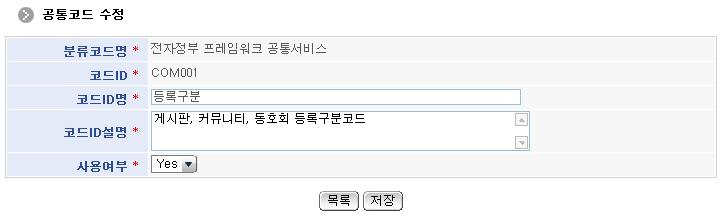 공통코드 수정
분류코드명 * 전자정부 프레임워크 공통서비스
코드ID * COM001
코드ID명 * 등록구분
코드ID설명 * 게시판, 커뮤니티, 동호회 등록구분코드
사용여부 * Yes
목록 저장